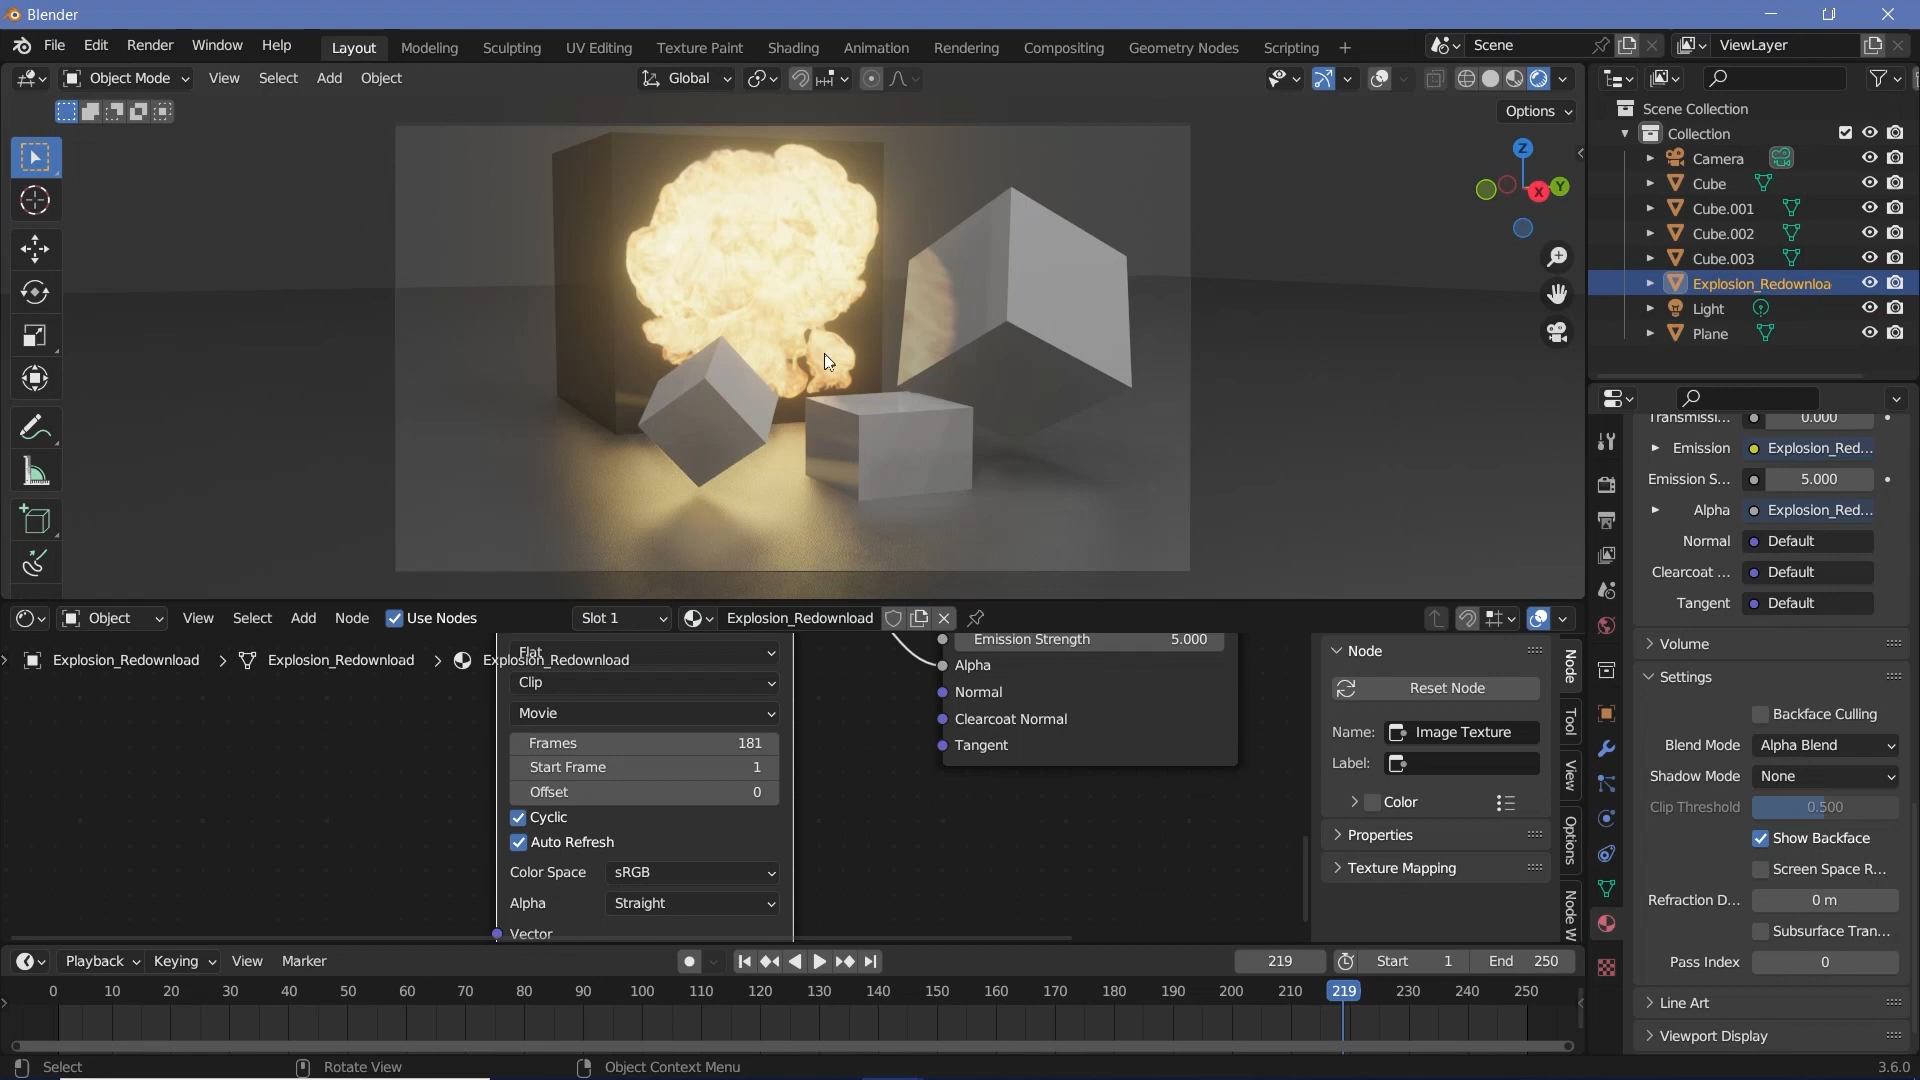 Blender
File Edit Render Window Help Layout Modeling Sculpting UV Editing Texture Paint Shading Animation Rendering Compositing Geometry Nodes Scripting + Scene ViewLayer
Object Mode View Select Add Object Global
Options
Z
X Y
Scene Collection
Collection
Camera
Cube
Cube.001
Cube.002
Cube.003
Explosion_Redownloa
Light
Plane
Transmissi... 0.000
Emission Explosion_Red...
Emission S... 5.000
Alpha Explosion_Red...
Normal Default
Clearcoat ... Default
Tangent Default
Volume
Settings
Backface Culling
Blend Mode Alpha Blend
Shadow Mode None
Clip Threshold 0.500
Show Backface
Screen Space R...
Refraction D... 0 m
Subsurface Tran...
Pass Index 0
Line Art
Viewport Display
Object View Select Add Node Use Nodes Slot 1 Explosion_Redownload
Explosion_Redownload Explosion_Redownload Explosion_Redownload
Flat
Clip
Movie
Frames 181
Start Frame 1
Offset 0
Cyclic
Auto Refresh
Color Space sRGB
Alpha Straight
Vector
Emission Strength 5.000
Alpha
Normal
Clearcoat Normal
Tangent
Node
Reset Node
Name: Image Texture
Label:
Color
Properties
Texture Mapping
Node
Tool
View
Options
Node W
Playback Keying View Marker 219 Start 1 End 250
0 10 20 30 40 50 60 70 80 90 100 110 120 130 140 150 160 170 180 190 200 210 219 230 240 250
Select Rotate View Object Context Menu 3.6.0